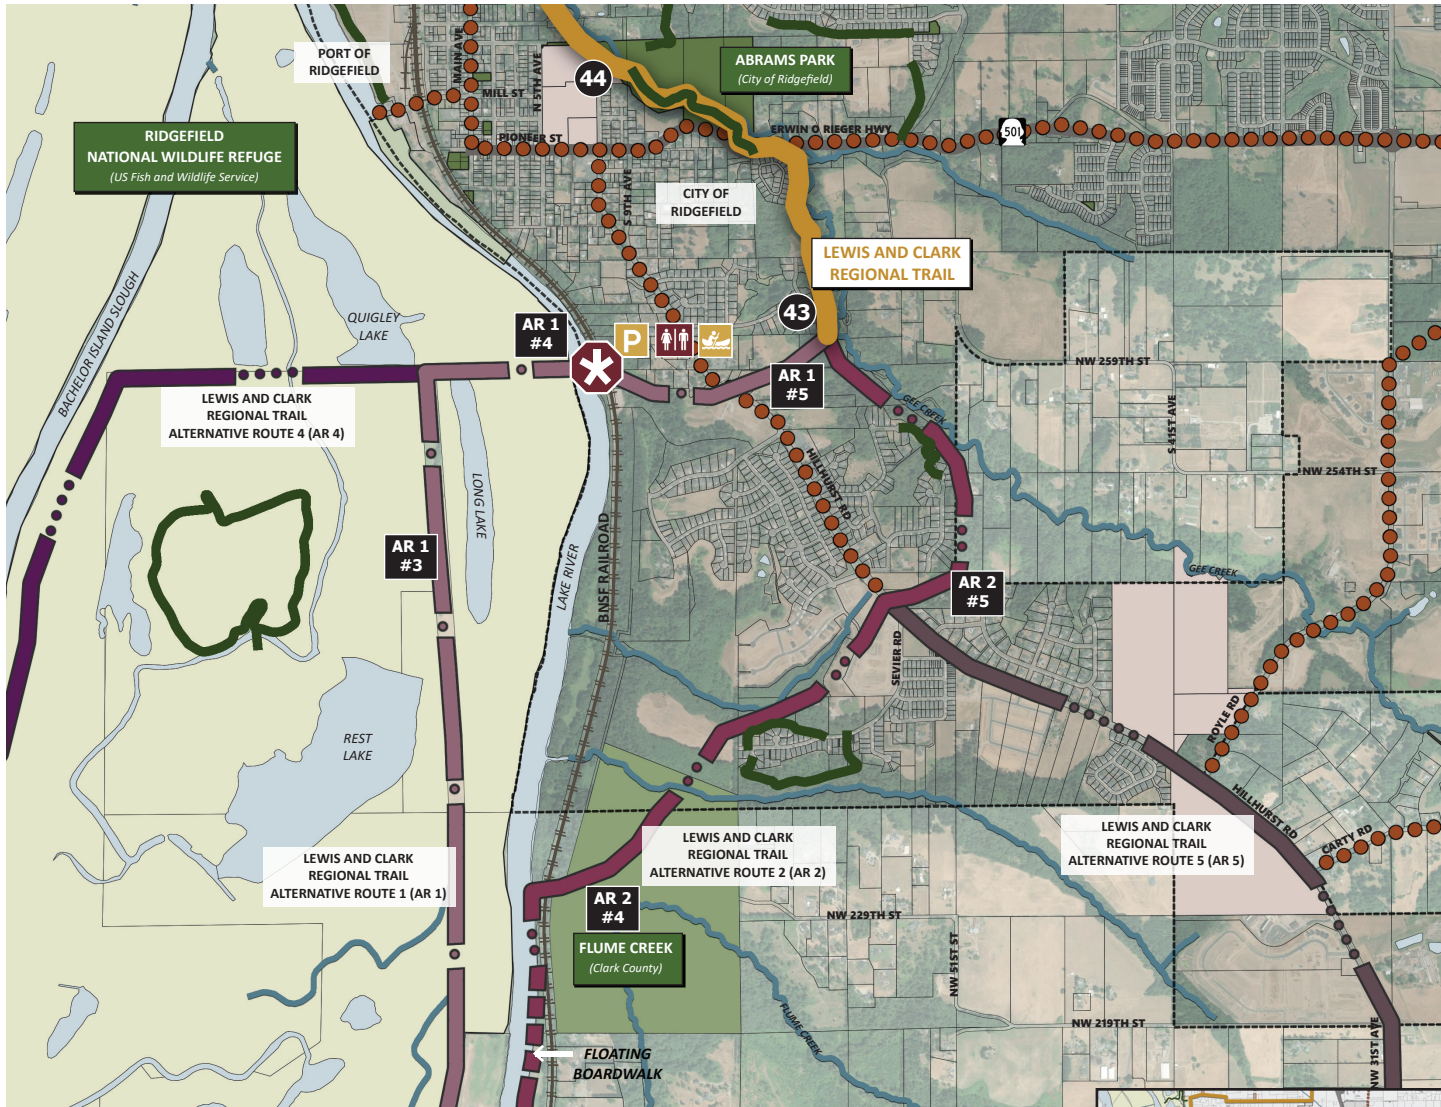 PORT OF
RIDGEFIELD
MAIN AVE
N 5TH AVE
MILL ST
PIONEER ST
44
ABRAMS PARK
(City of Ridgefield)
ERWIN O RIEGER HWY
501
RIDGEFIELD
NATIONAL WILDLIFE REFUGE
(US Fish and Wildlife Service)
S 9TH AVE
CITY OF
RIDGEFIELD
LEWIS AND CLARK
REGIONAL TRAIL
BACHELOR ISLAND SLOUGH
QUIGLEY
LAKE
AR 1
#4
P
43
NW 259TH ST
AR 1
#5
LEWIS AND CLARK
REGIONAL TRAIL
ALTERNATIVE ROUTE 4 (AR 4)
GEE CREEK
S 41ST AVE
NW 254TH ST
HILLHURST RD
LONG LAKE
AR 1
#3
LAKE RIVER
BNSF RAILROAD
GEE CREEK
AR 2
#5
SEVIER RD
ROYLE RD
REST
LAKE
HILLHURST RD
LEWIS AND CLARK
REGIONAL TRAIL
ALTERNATIVE ROUTE 5 (AR 5)
CARTY RD
LEWIS AND CLARK
REGIONAL TRAIL
ALTERNATIVE ROUTE 2 (AR 2)
LEWIS AND CLARK
REGIONAL TRAIL
ALTERNATIVE ROUTE 1 (AR 1)
AR 2
#4
NW 229TH ST
FLUME CREEK
(Clark County)
NW 51ST ST
FLUME CREEK
NW 219TH ST
NW 31ST AVE
FLOATING
BOARDWALK